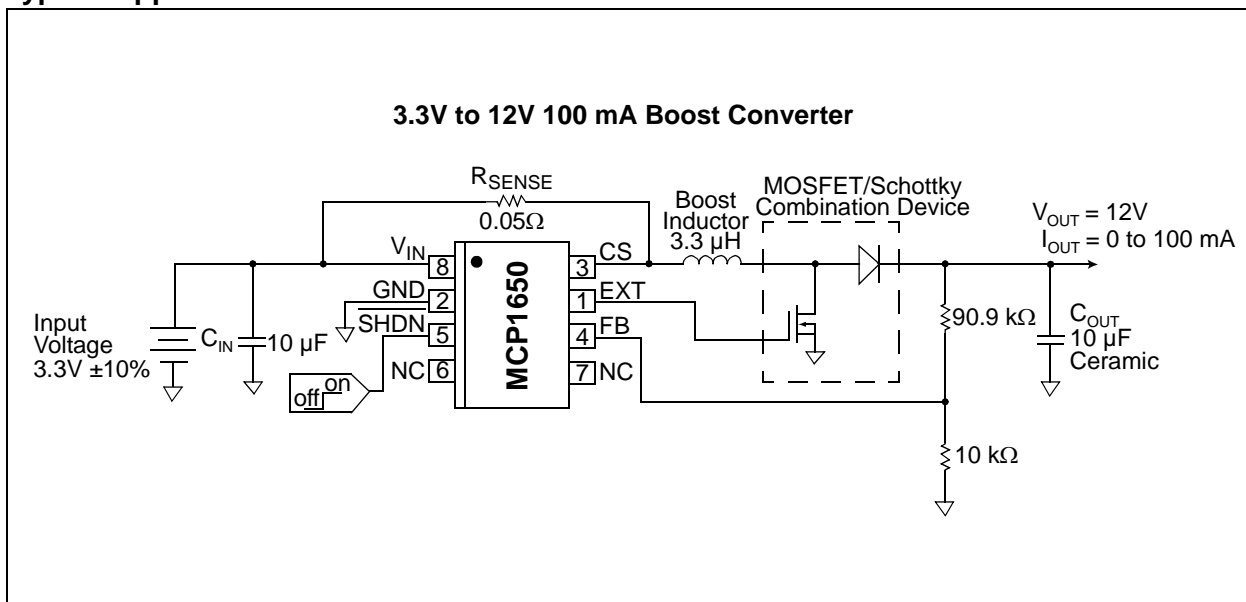 3.3V to 12V 100 mA Boost Converter
RSENSE
0.05Ω
Boost
Inductor
3.3 µH
MOSFET/Schottky
Combination Device
VOUT = 12V
IOUT = 0 to 100 mA
VIN
8
GND
2
SHDN
5
NC
6
MCP1650
3
CS
1
EXT
4
FB
7
NC
Input
Voltage
3.3V ±10%
CIN
10 µF
on
off
90.9 kΩ
COUT
10 µF
Ceramic
10 kΩ